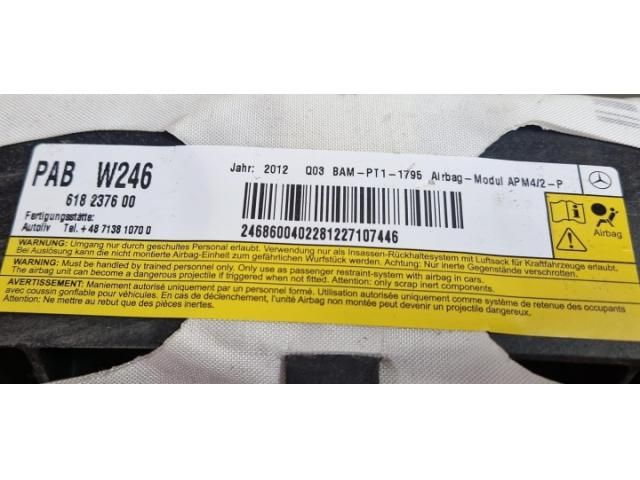 PAB W246
618 2376 00
Fertigungsstätte:
Autoliv Tel. +48 7138 1070 0
Jahr: 2012 Q03 BAM-PT1-1795 Airbag-Modul APM4/2-P
2468600402281227107446
Airbag
WARNUNG: Umgang nur durch geschultes Personal erlaubt. Verwendung nur als Insassen-Rückhaltesystem mit Luftsack für Kraftfahrzeuge erlaubt.
Bei Auslösung kann die nicht montierte Airbag-Einheit zum gefährlichen Wurfstück werden. Achtung: Nur inerte Gegenstände verschrotten.
WARNING: Must be handled by trained personnel only. Only use as passenger restraint-system with airbag in cars.
The airbag unit can become a dangerous projectile when not fitted. Attention: only scrap inert components.
AVERTISSEMENT: Maniement autorisé uniquement par du personnel formé. Utilisation autorisée uniquement comme système de retenue des occupants
avec coussin gonflable pour véhicules. En cas de déclenchement, l'unité Airbag non montée peut devenir un projectile dangereux.
Attention: Ne mettre au rebut que des pièces inertes.